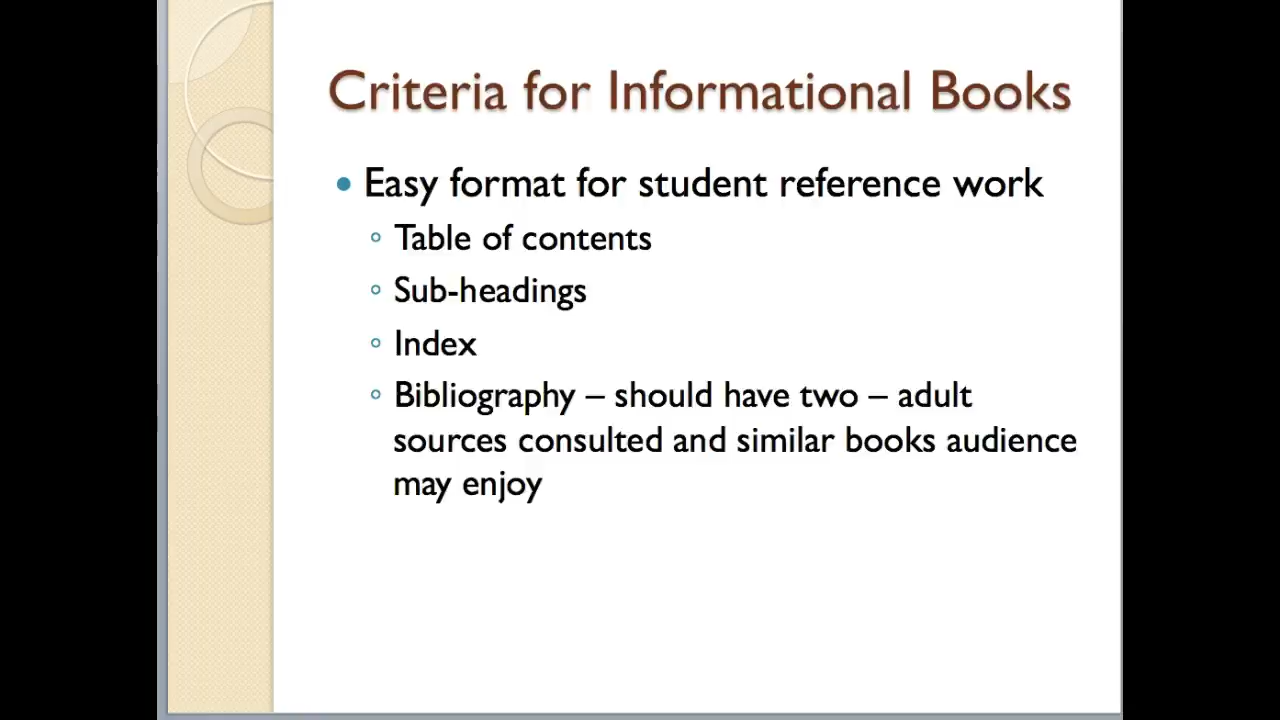 Criteria for Informational Books
• Easy format for student reference work
◦ Table of contents
◦ Sub-headings
◦ Index
◦ Bibliography – should have two – adult
sources consulted and similar books audience
may enjoy